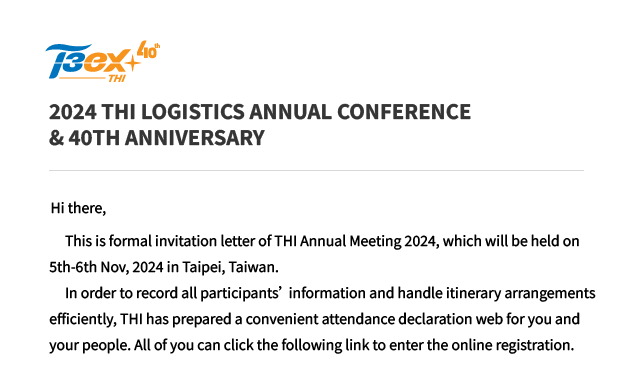 T3ex 40th
THI
2024 THI LOGISTICS ANNUAL CONFERENCE
& 40TH ANNIVERSARY
Hi there,
This is formal invitation letter of THI Annual Meeting 2024, which will be held on
5th-6th Nov, 2024 in Taipei, Taiwan.
In order to record all participants’ information and handle itinerary arrangements
efficiently, THI has prepared a convenient attendance declaration web for you and
your people. All of you can click the following link to enter the online registration.